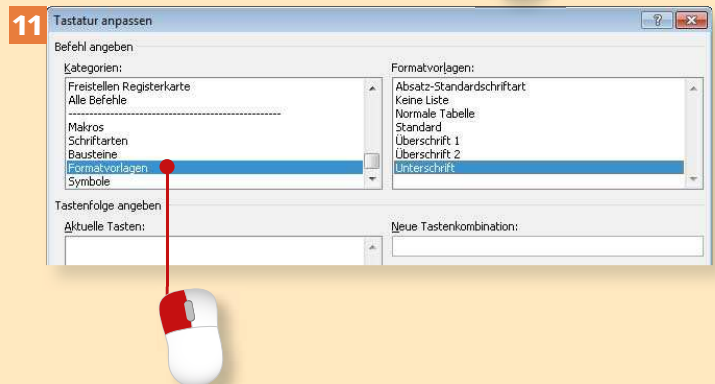 11
Tastatur anpassen
Befehl angeben
Kategorien:
Freistellen Registerkarte
Alle Befehle
------------------------------------------------
Makros
Schriftarten
Bausteine
Formatvorlagen
Symbole
Formatvorlagen:
Absatz-Standardschriftart
Keine Liste
Normale Tabelle
Standard
Überschrift 1
Überschrift 2
Unterschrift
Tastenfolge angeben
Aktuelle Tasten:
Neue Tastenkombination: